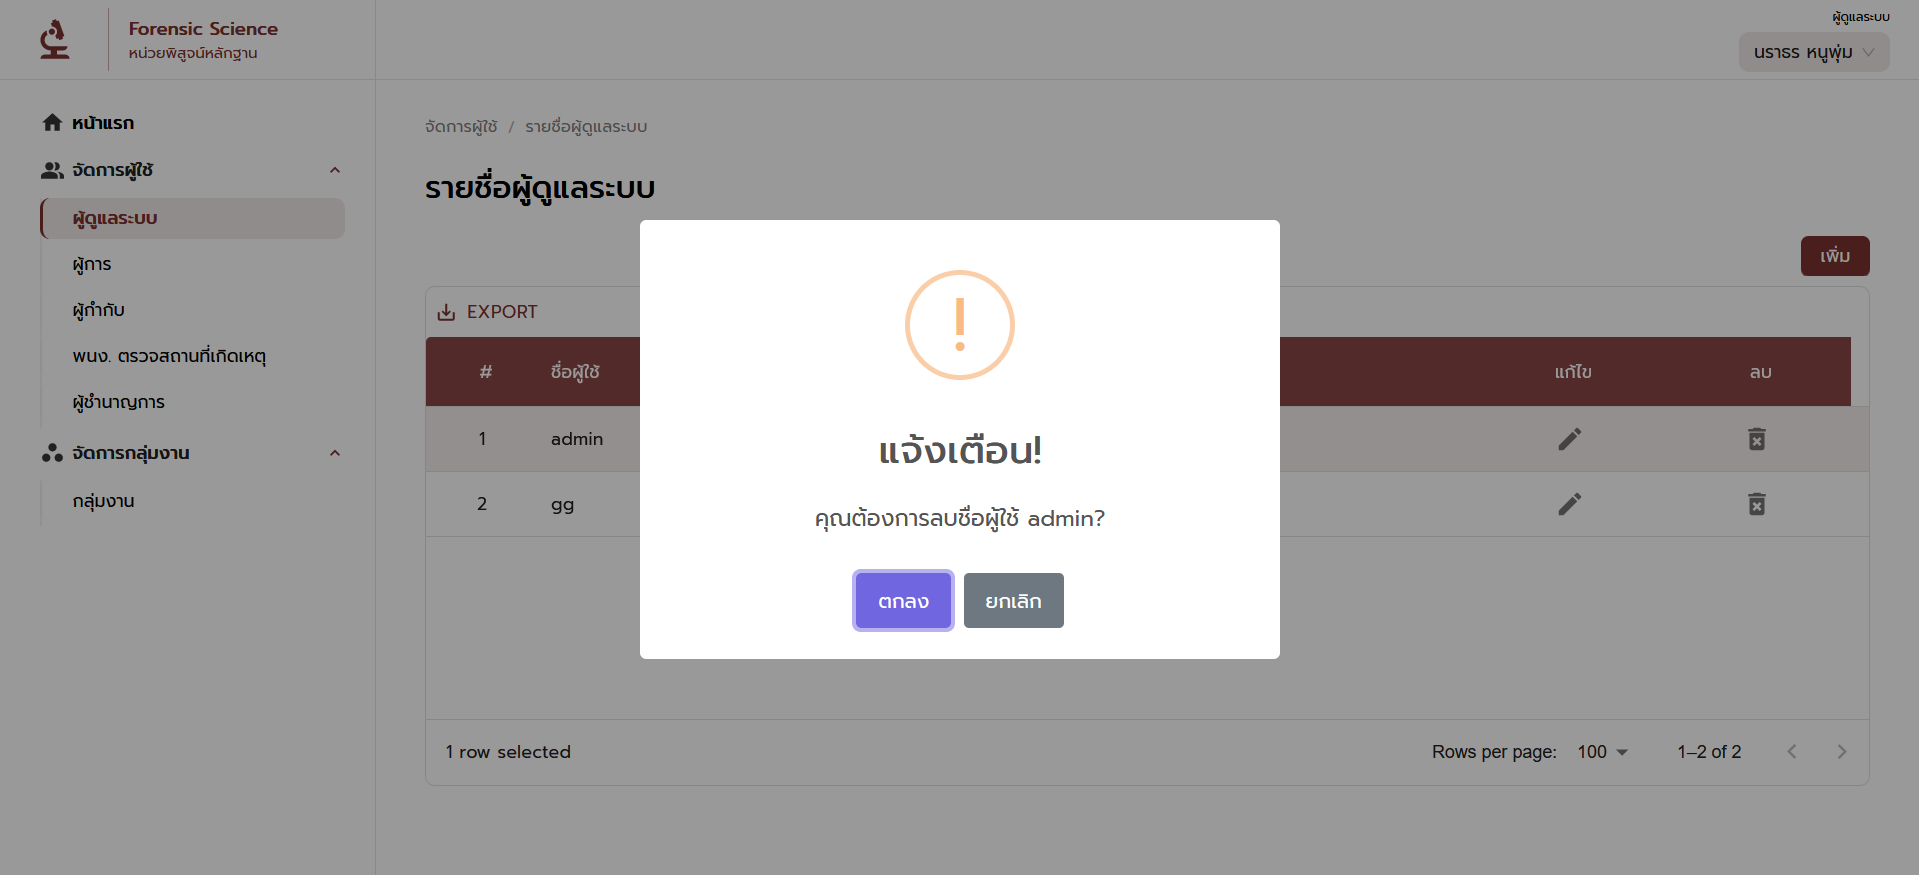 Forensic Science
หน่วยพิสูจน์หลักฐาน
ผู้ดูแลระบบ
นราธร หนูพุ่ม
หน้าแรก
จัดการผู้ใช้
ผู้ดูแลระบบ
ผู้การ
ผู้กำกับ
พนง. ตรวจสถานที่เกิดเหตุ
ผู้ชำนาญการ
จัดการกลุ่มงาน
กลุ่มงาน
จัดการผู้ใช้ / รายชื่อผู้ดูแลระบบ
รายชื่อผู้ดูแลระบบ
เพิ่ม
EXPORT
# ชื่อผู้ใช้ แก้ไข ลบ
1 admin
2 gg
แจ้งเตือน!
คุณต้องการลบชื่อผู้ใช้ admin?
ตกลง ยกเลิก
1 row selected Rows per page: 100 1–2 of 2